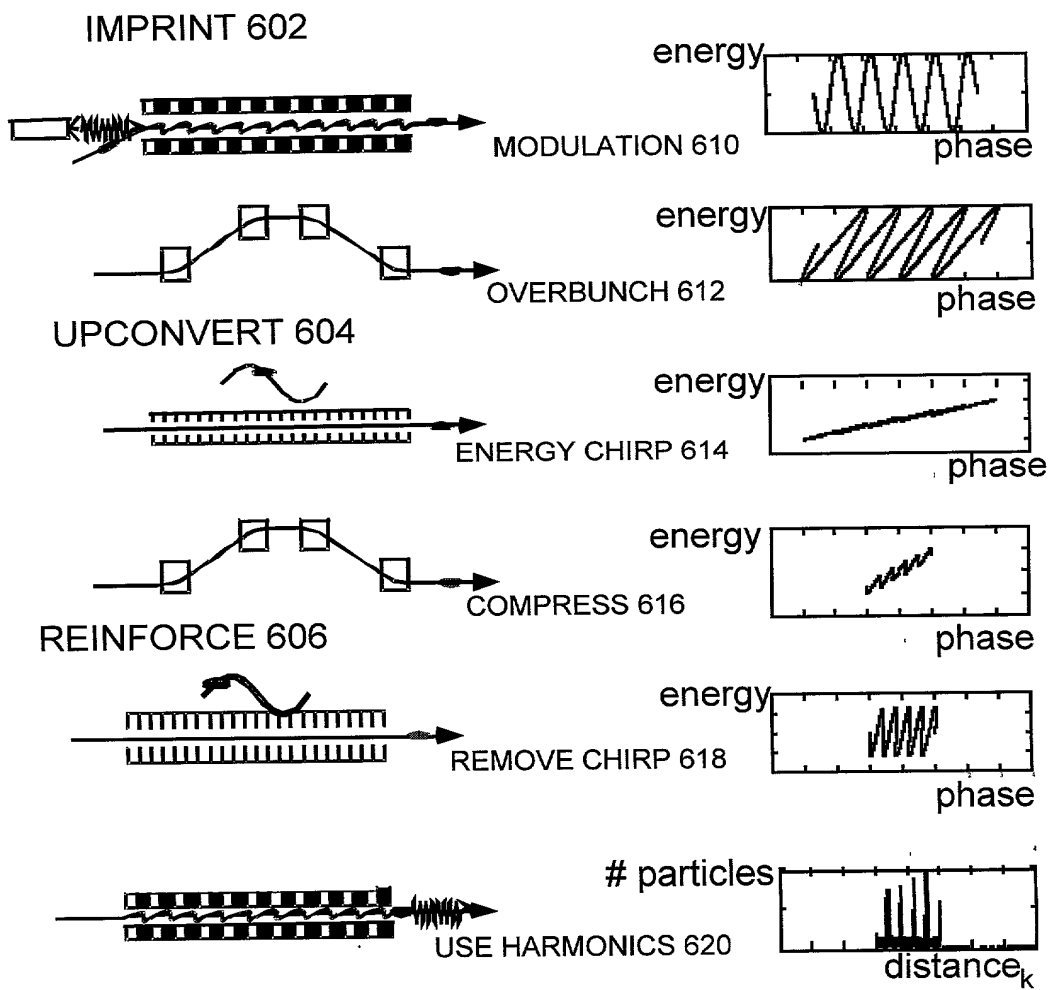 IMPRINT 602
energy
MODULATION 610
phase
energy
OVERBUNCH 612
phase
UPCONVERT 604
energy
ENERGY CHIRP 614
phase
energy
COMPRESS 616
phase
REINFORCE 606
energy
REMOVE CHIRP 618
phase
# particles
USE HARMONICS 620
distance k